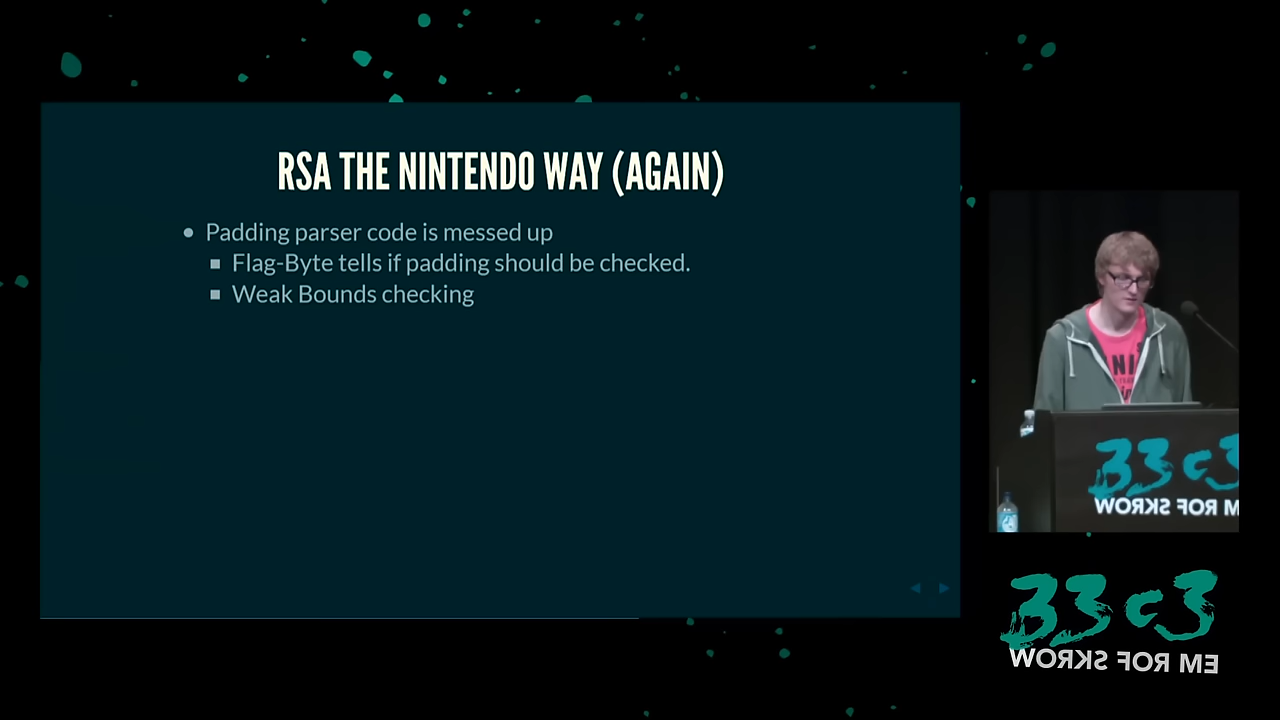 RSA THE NINTENDO WAY (AGAIN)
Padding parser code is messed up
Flag-Byte tells if padding should be checked.
Weak Bounds checking
33c3
WORKS FOR M
33c3
WORKS FOR ME